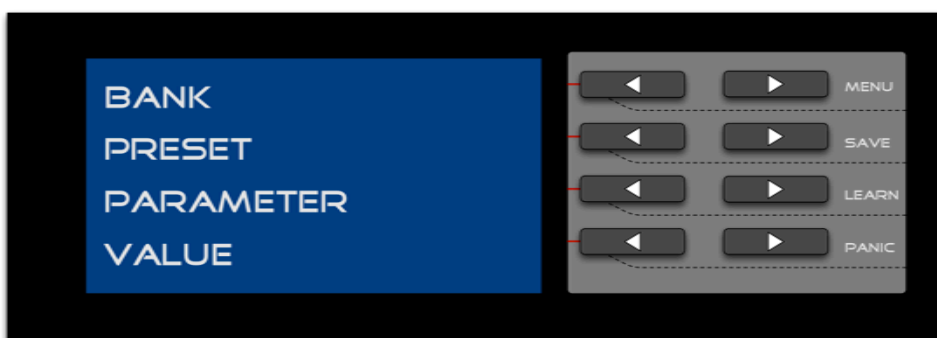 BANK
PRESET
PARAMETER
VALUE
MENU
SAVE
LEARN
PANIC